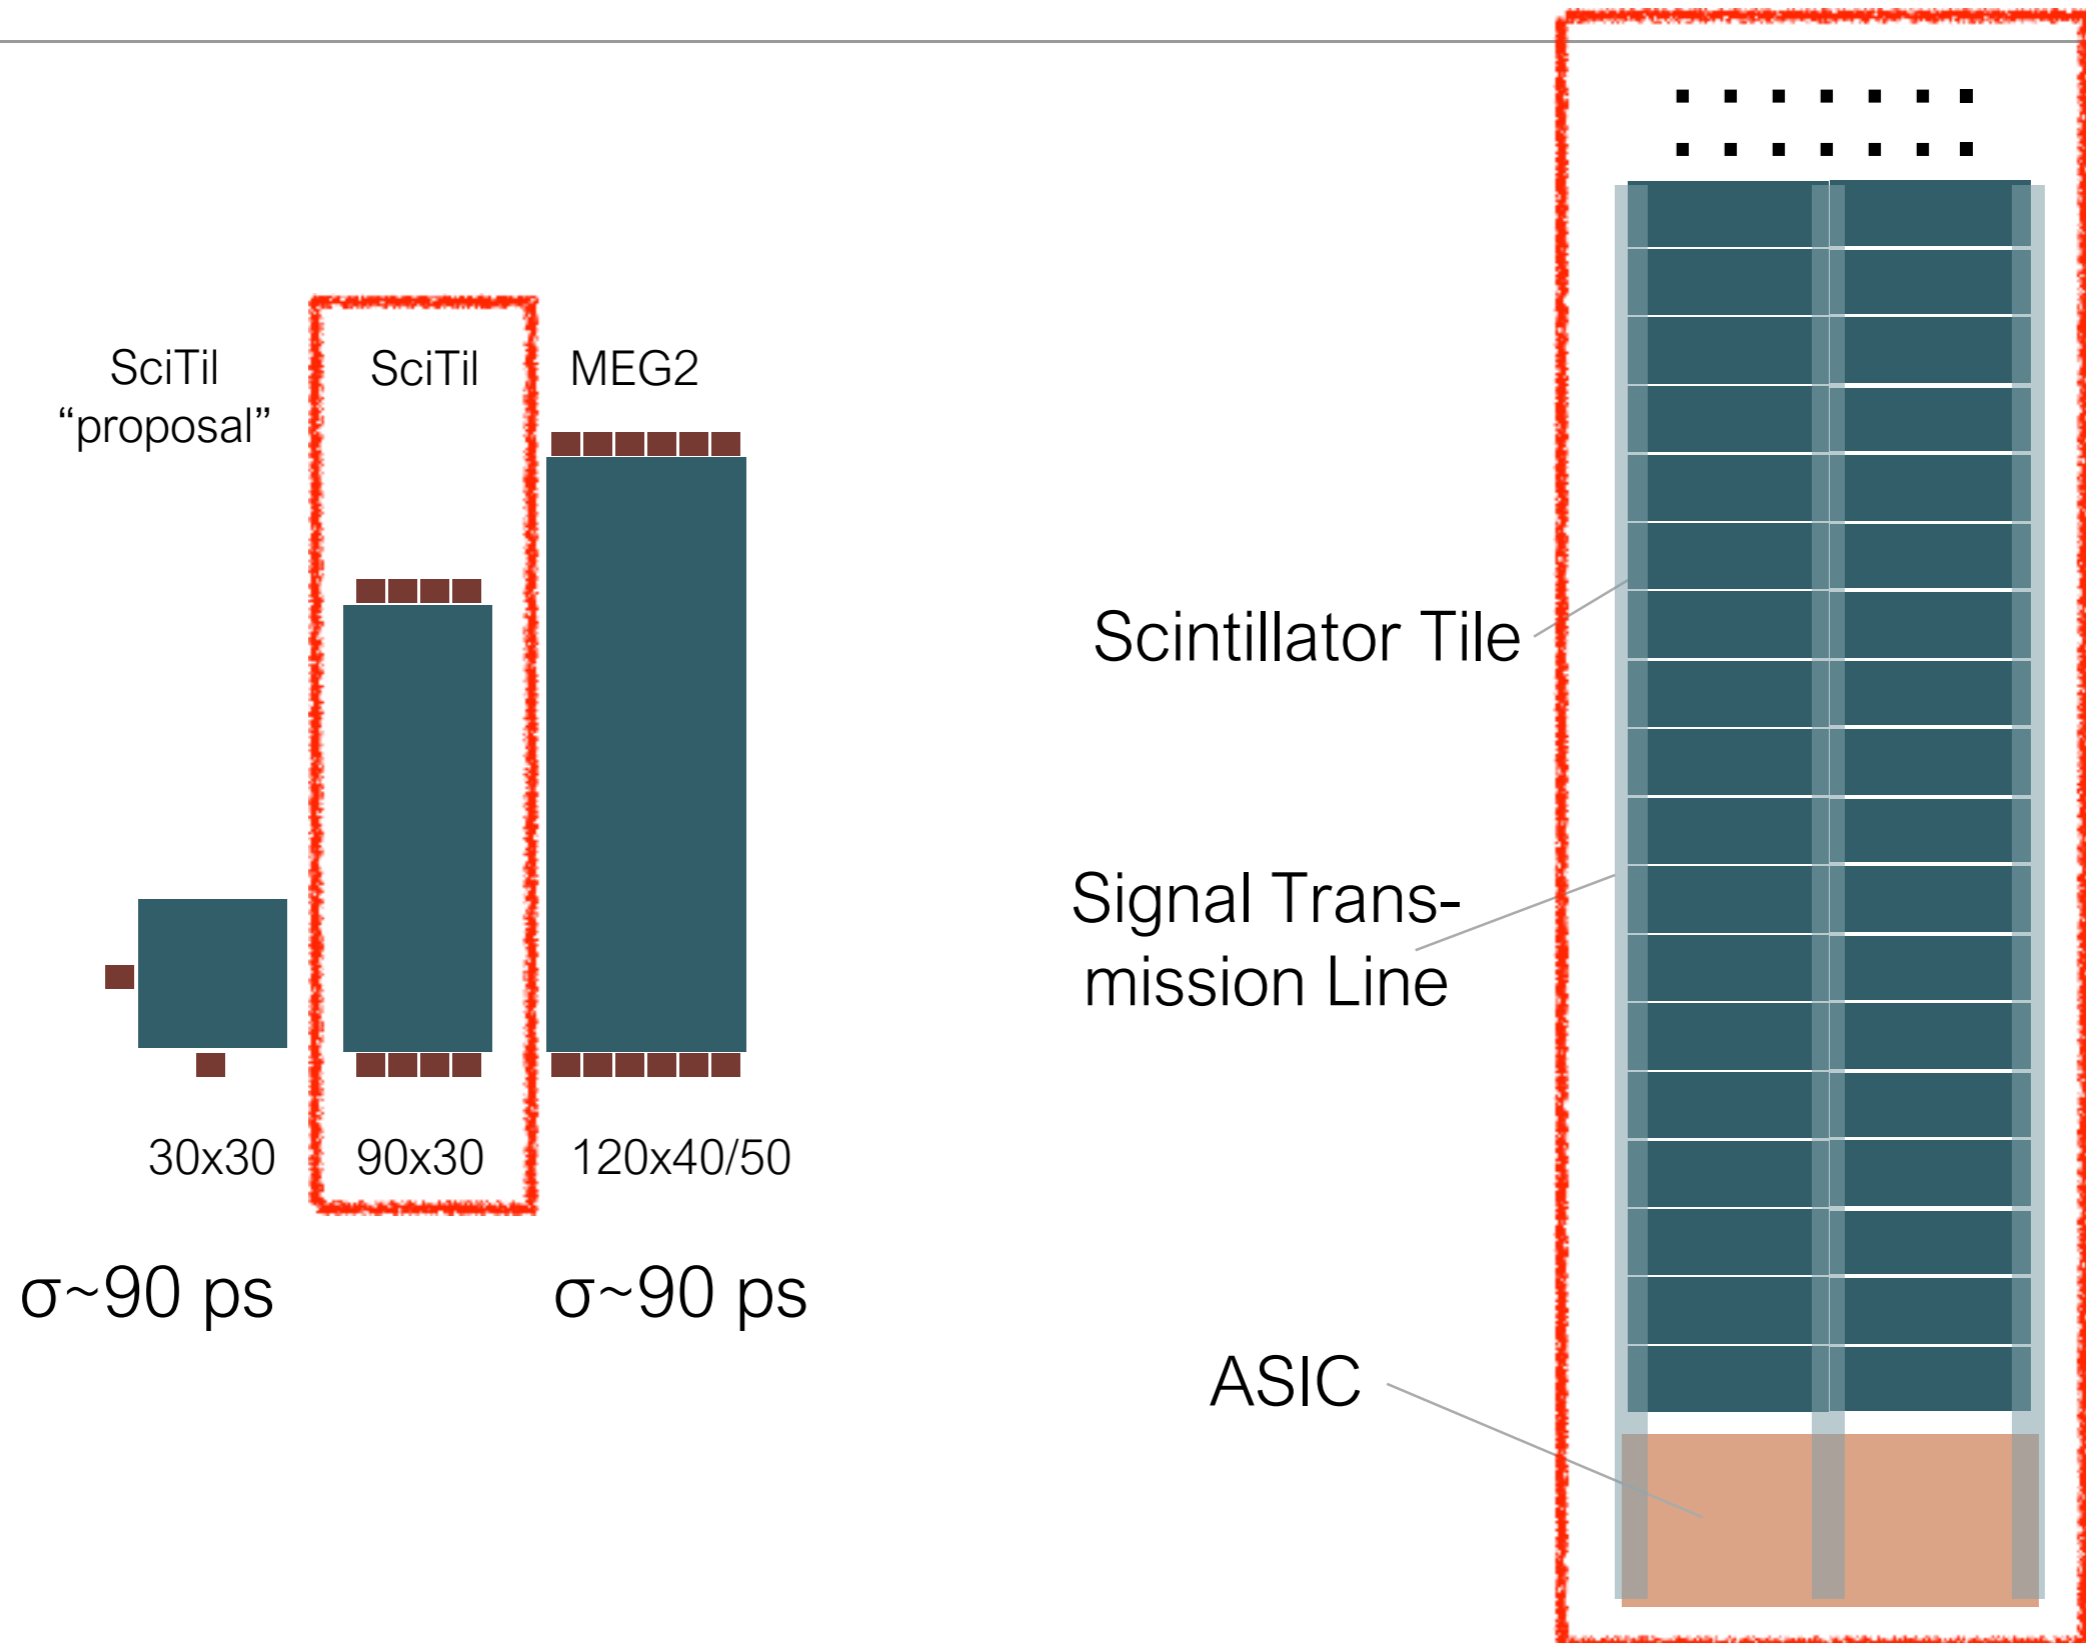 SciTil
“proposal”
SciTil
MEG2
30x30
90x30
120x40/50
σ~90 ps
σ~90 ps
Scintillator Tile
Signal Trans-
mission Line
ASIC